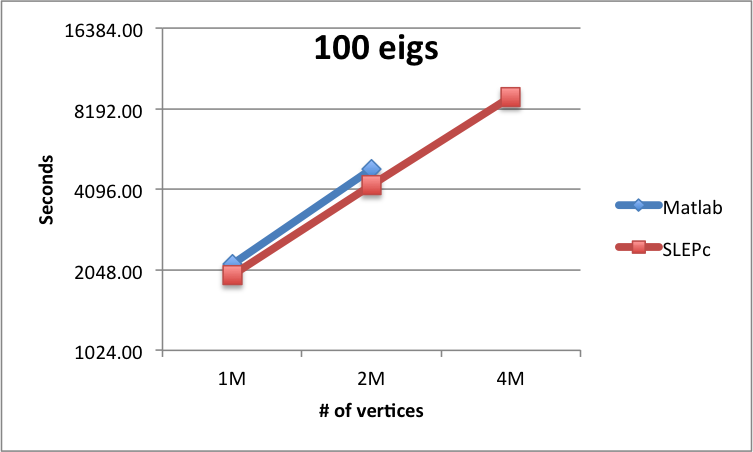 100 eigs
16384.00
8192.00
4096.00
2048.00
1024.00
Seconds
1M
2M
4M
# of vertices
Matlab
SLEPc